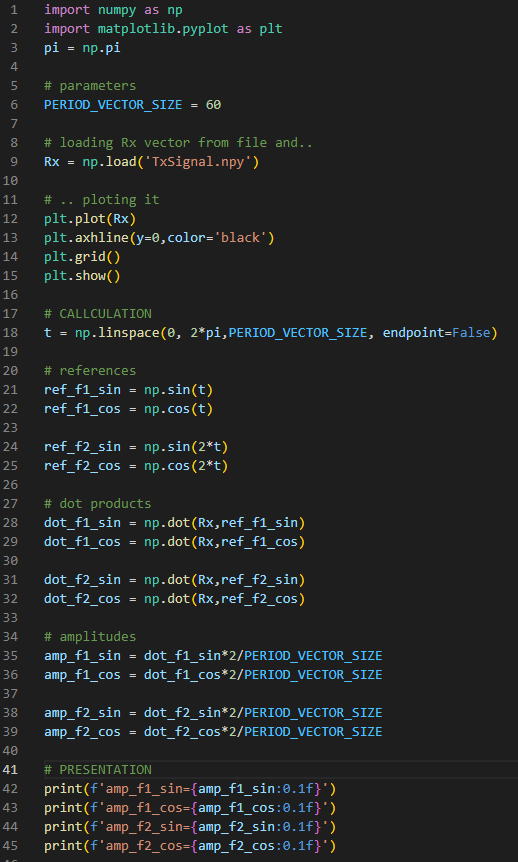 1 import numpy as np
2 import matplotlib.pyplot as plt
3 pi = np.pi
4
5 # parameters
6 PERIOD_VECTOR_SIZE = 60
7
8 # loading Rx vector from file and..
9 Rx = np.load('TxSignal.npy')
10
11 # .. ploting it
12 plt.plot(Rx)
13 plt.axhline(y=0,color='black')
14 plt.grid()
15 plt.show()
16
17 # CALLCULATION
18 t = np.linspace(0, 2*pi,PERIOD_VECTOR_SIZE, endpoint=False)
19
20 # references
21 ref_f1_sin = np.sin(t)
22 ref_f1_cos = np.cos(t)
23
24 ref_f2_sin = np.sin(2*t)
25 ref_f2_cos = np.cos(2*t)
26
27 # dot products
28 dot_f1_sin = np.dot(Rx,ref_f1_sin)
29 dot_f1_cos = np.dot(Rx,ref_f1_cos)
30
31 dot_f2_sin = np.dot(Rx,ref_f2_sin)
32 dot_f2_cos = np.dot(Rx,ref_f2_cos)
33
34 # amplitudes
35 amp_f1_sin = dot_f1_sin*2/PERIOD_VECTOR_SIZE
36 amp_f1_cos = dot_f1_cos*2/PERIOD_VECTOR_SIZE
37
38 amp_f2_sin = dot_f2_sin*2/PERIOD_VECTOR_SIZE
39 amp_f2_cos = dot_f2_cos*2/PERIOD_VECTOR_SIZE
40
41 # PRESENTATION
42 print(f'amp_f1_sin={amp_f1_sin:0.1f}')
43 print(f'amp_f1_cos={amp_f1_cos:0.1f}')
44 print(f'amp_f2_sin={amp_f2_sin:0.1f}')
45 print(f'amp_f2_cos={amp_f2_cos:0.1f}')